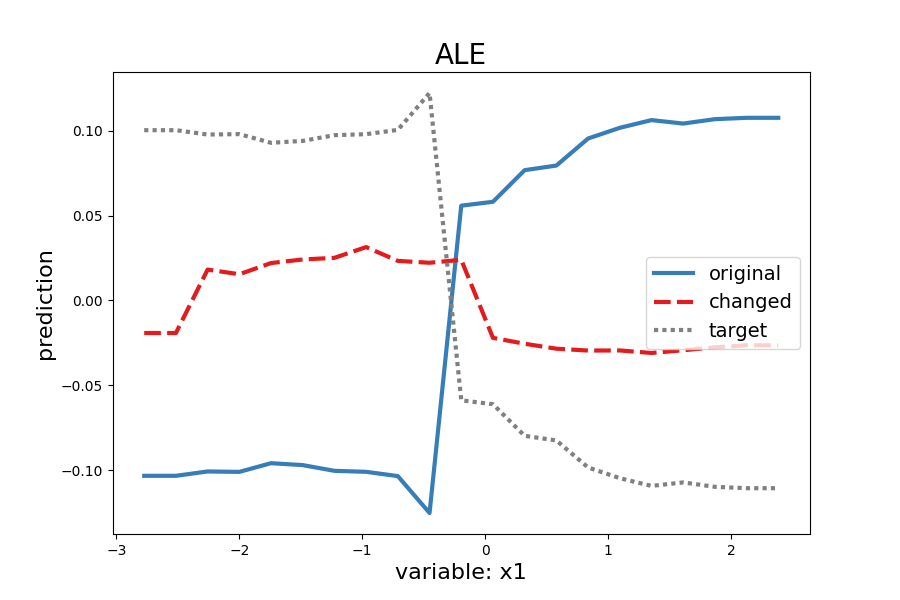 ALE
prediction
0.10
0.05
0.00
−0.05
−0.10
original
changed
target
−3
−2
−1
0
1
2
variable: x1